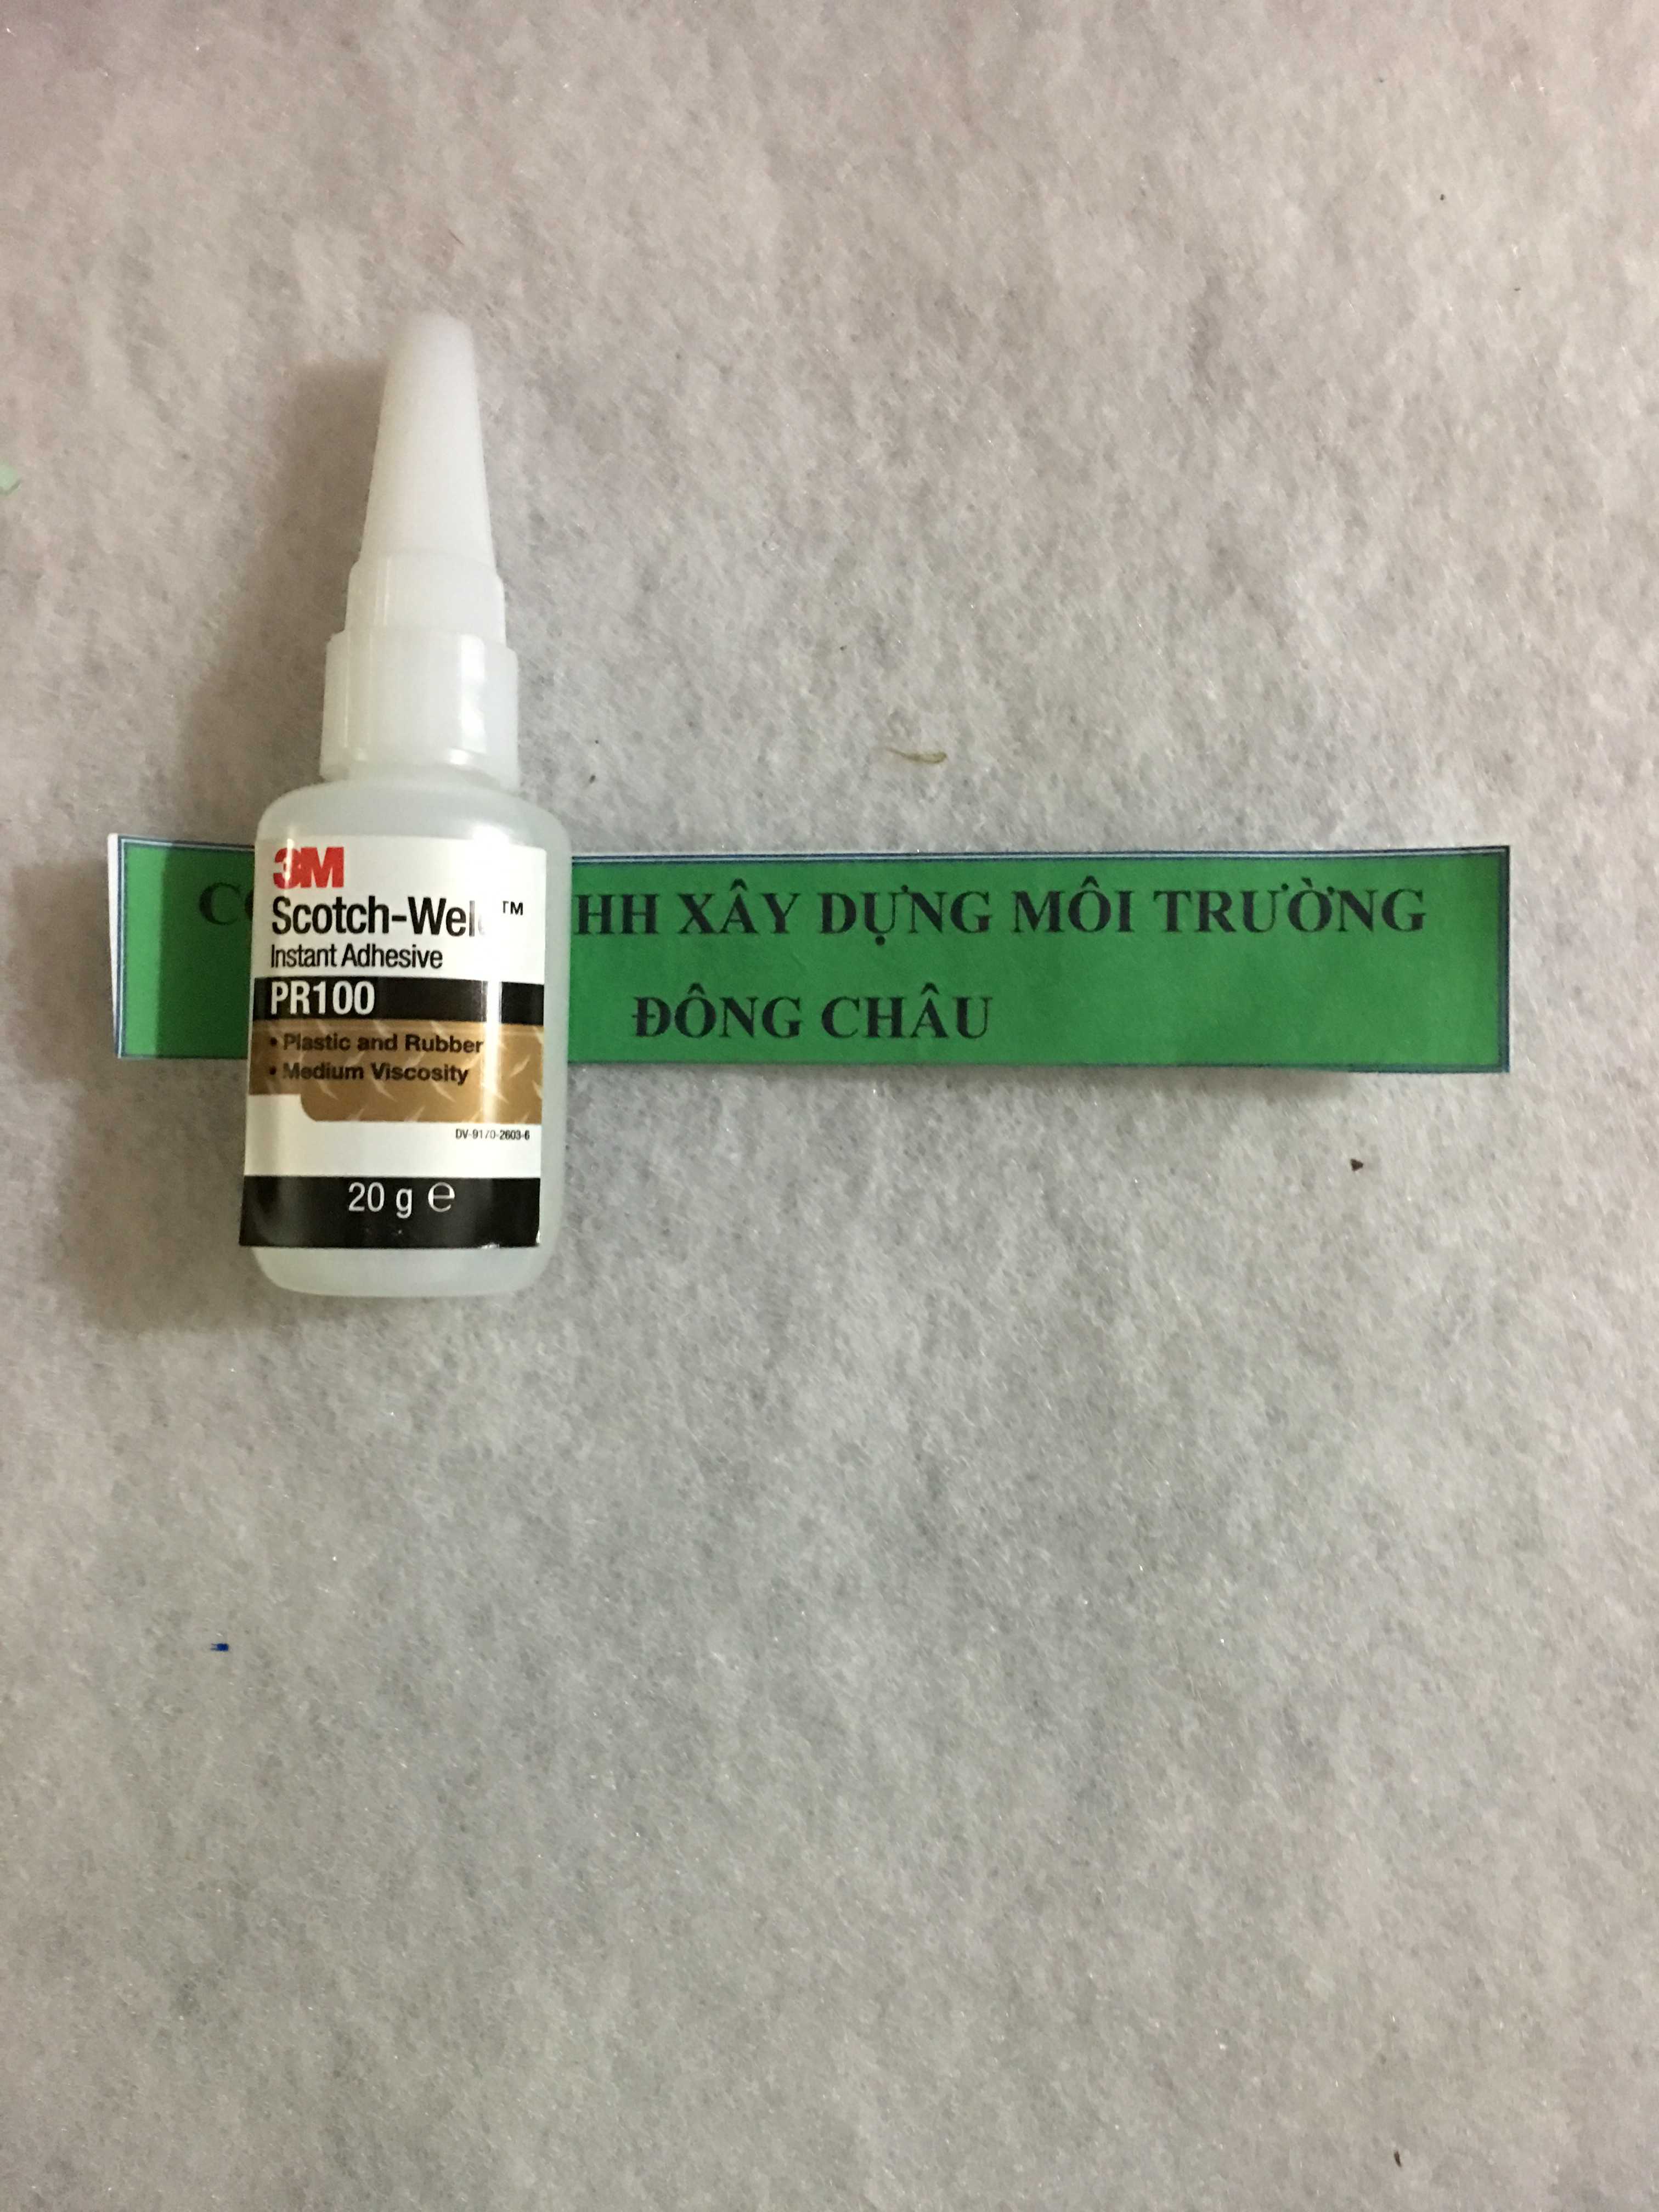 3M
Scotch-Weld™
Instant Adhesive
PR100
• Plastic and Rubber
• Medium Viscosity
DV-9170-2603-6
20 g ℮
HH XÂY DỰNG MÔI TRƯỜNG
ĐÔNG CHÂU